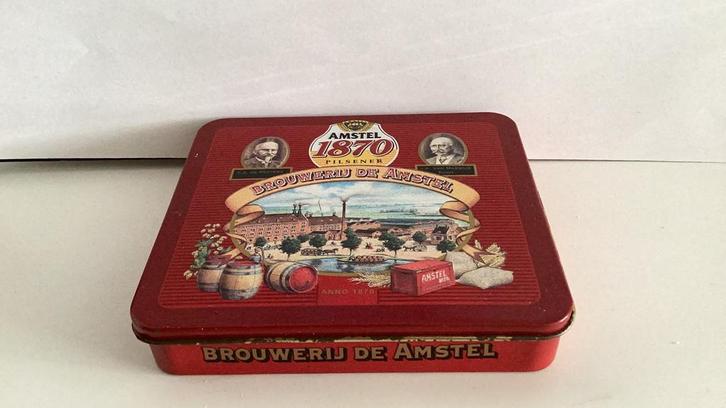 AMSTEL
1870
PILSENER
BROUWERIJ DE AMSTEL
AMSTEL
ANNO 1870
BROUWERIJ DE AMSTEL